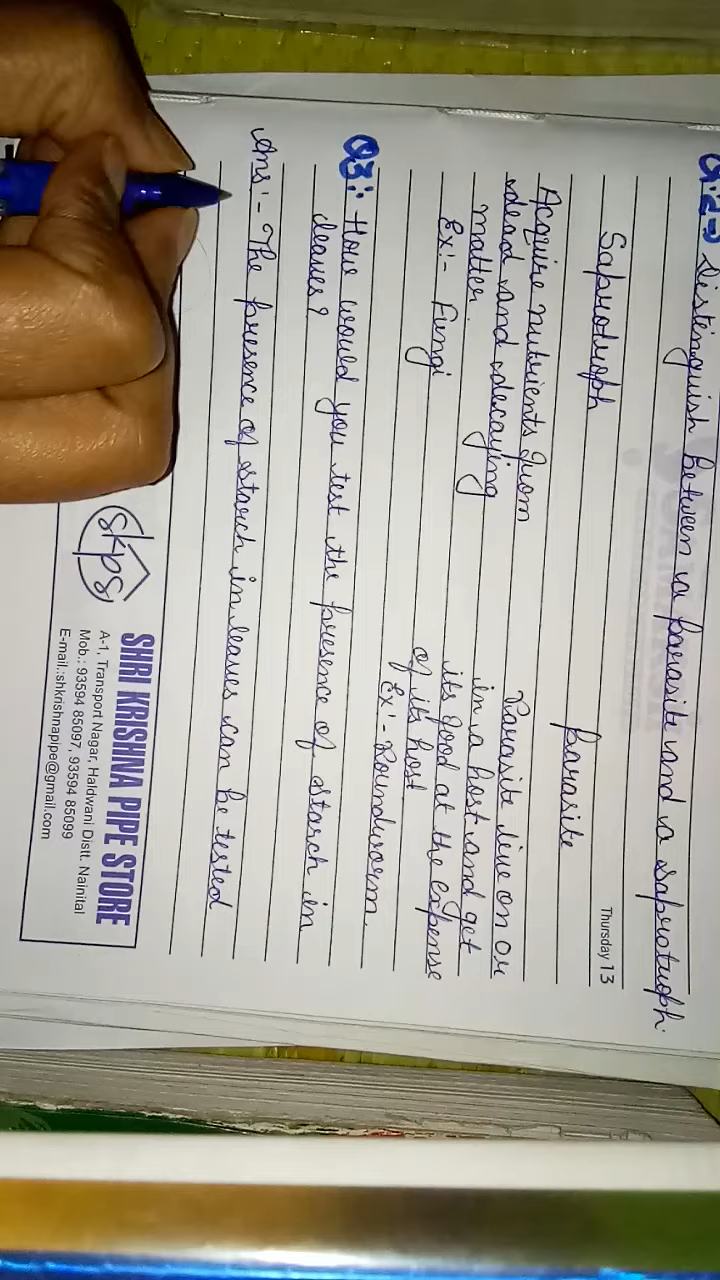 Q:2⇒ Distinguish between a parasite and a saprotroph.
Thursday 13
Saprotroph
Parasite
Acquire nutrients from
dead and decaying
matter.
Ex:- Fungi
Parasite live on or
in a host and get
its good at the expense
of it's host
Ex:- Roundworm.
Q3:- How would you test the presence of starch in
leaves?
Ans:- The presence of starch in leaves can be tested
skps
SHRI KRISHNA PIPE STORE
A-1, Transport Nagar, Haldwani Distt. Nainital
Mob.: 93594 85097, 93594 85099
E-mail.:shkrishnapipe@gmail.com